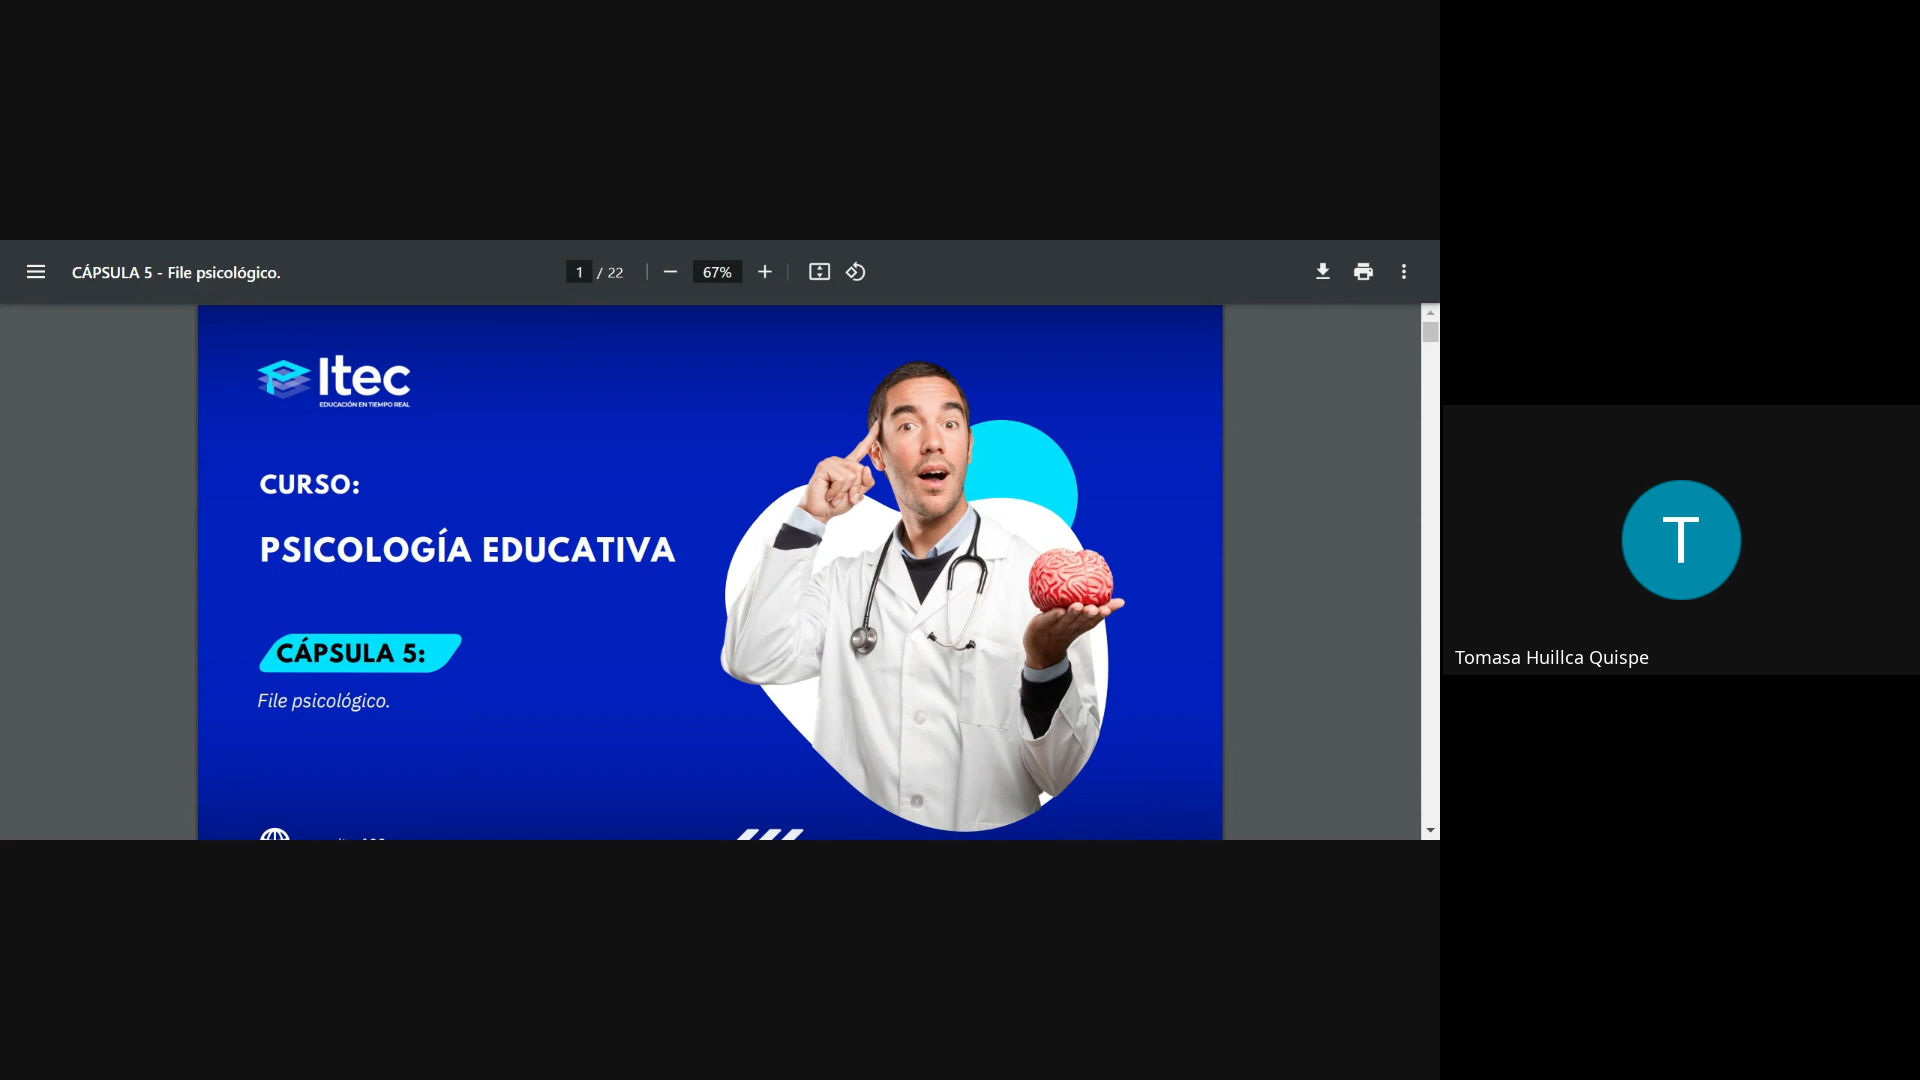 CÁPSULA 5 - File psicológico.
1 / 22
67%
Itec
EDUCACIÓN EN TIEMPO REAL
CURSO:
PSICOLOGÍA EDUCATIVA
CÁPSULA 5:
File psicológico.
T
Tomasa Huillca Quispe